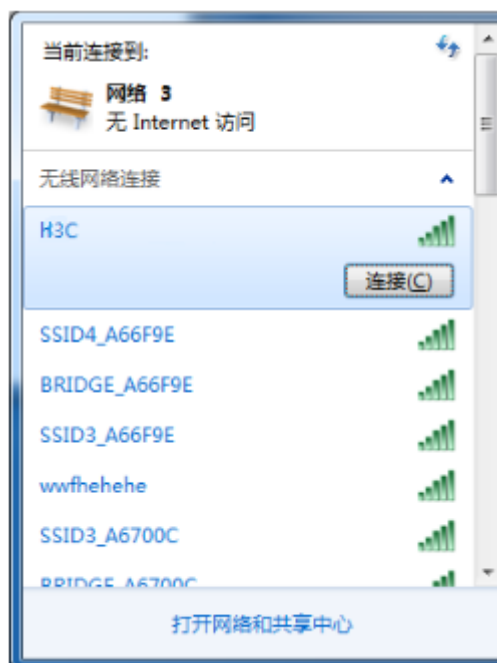 当前连接到:
网络 3
无 Internet 访问
无线网络连接
H3C
连接(C)
SSID4_A66F9E
BRIDGE_A66F9E
SSID3_A66F9E
wwfhehehe
SSID3_A6700C
BRIDGE_A6700C
打开网络和共享中心